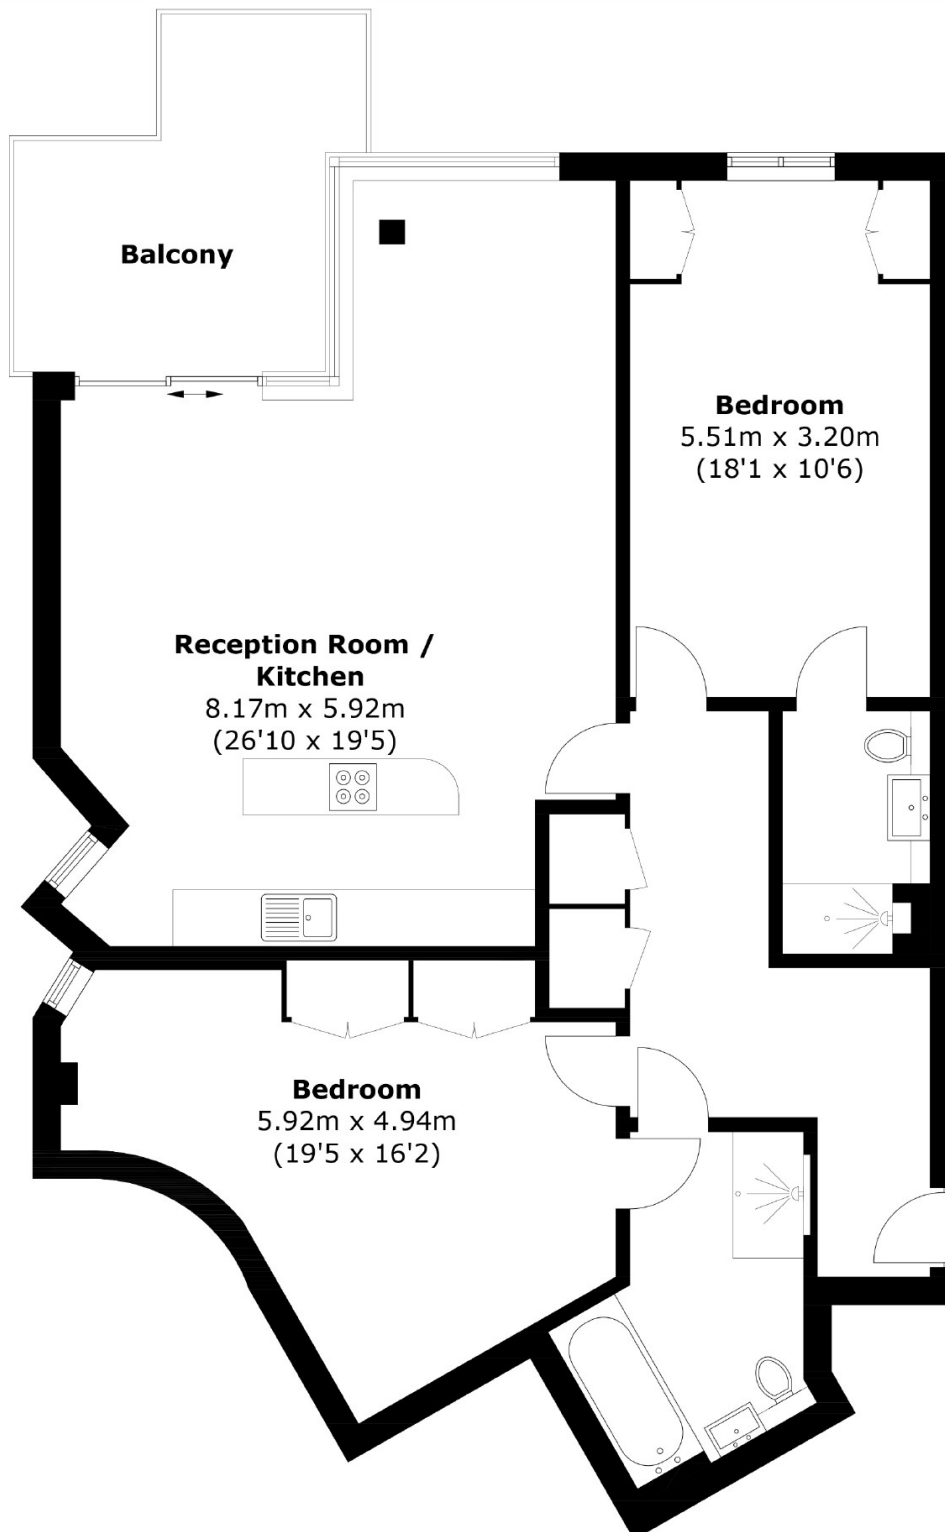 Balcony
Bedroom
5.51m x 3.20m
(18'1 x 10'6)
Reception Room /
Kitchen
8.17m x 5.92m
(26'10 x 19'5)
Bedroom
5.92m x 4.94m
(19'5 x 16'2)